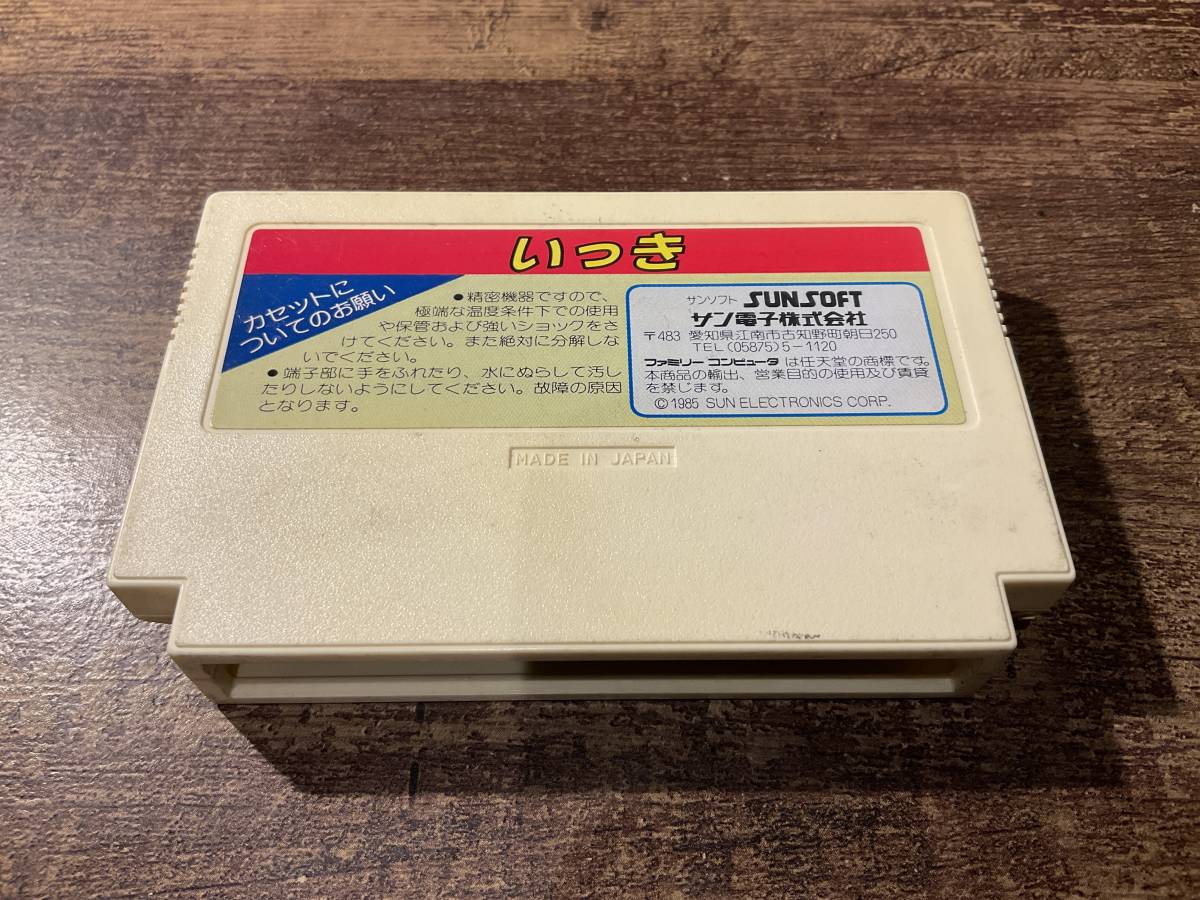 いっき
カセットに
ついてのお願い
●精密機器ですので、
極端な温度条件下での使用
や保管および強いショックをさ
けてください。また絶対に分解しな
いでください。
●端子部に手をふれたり、水にぬらして汚し
たりしないようにしてください。故障の原因
となります。
サンソフト SUNSOFT
サン電子株式会社
〒483 愛知県江南市古知野町朝日250
TEL(05875)5-1120
ファミリーコンピュータは任天堂の商標です。
本商品の輸出、営業目的の使用及び賃貸
を禁じます。
©1985 SUN ELECTRONICS CORP.
MADE IN JAPAN